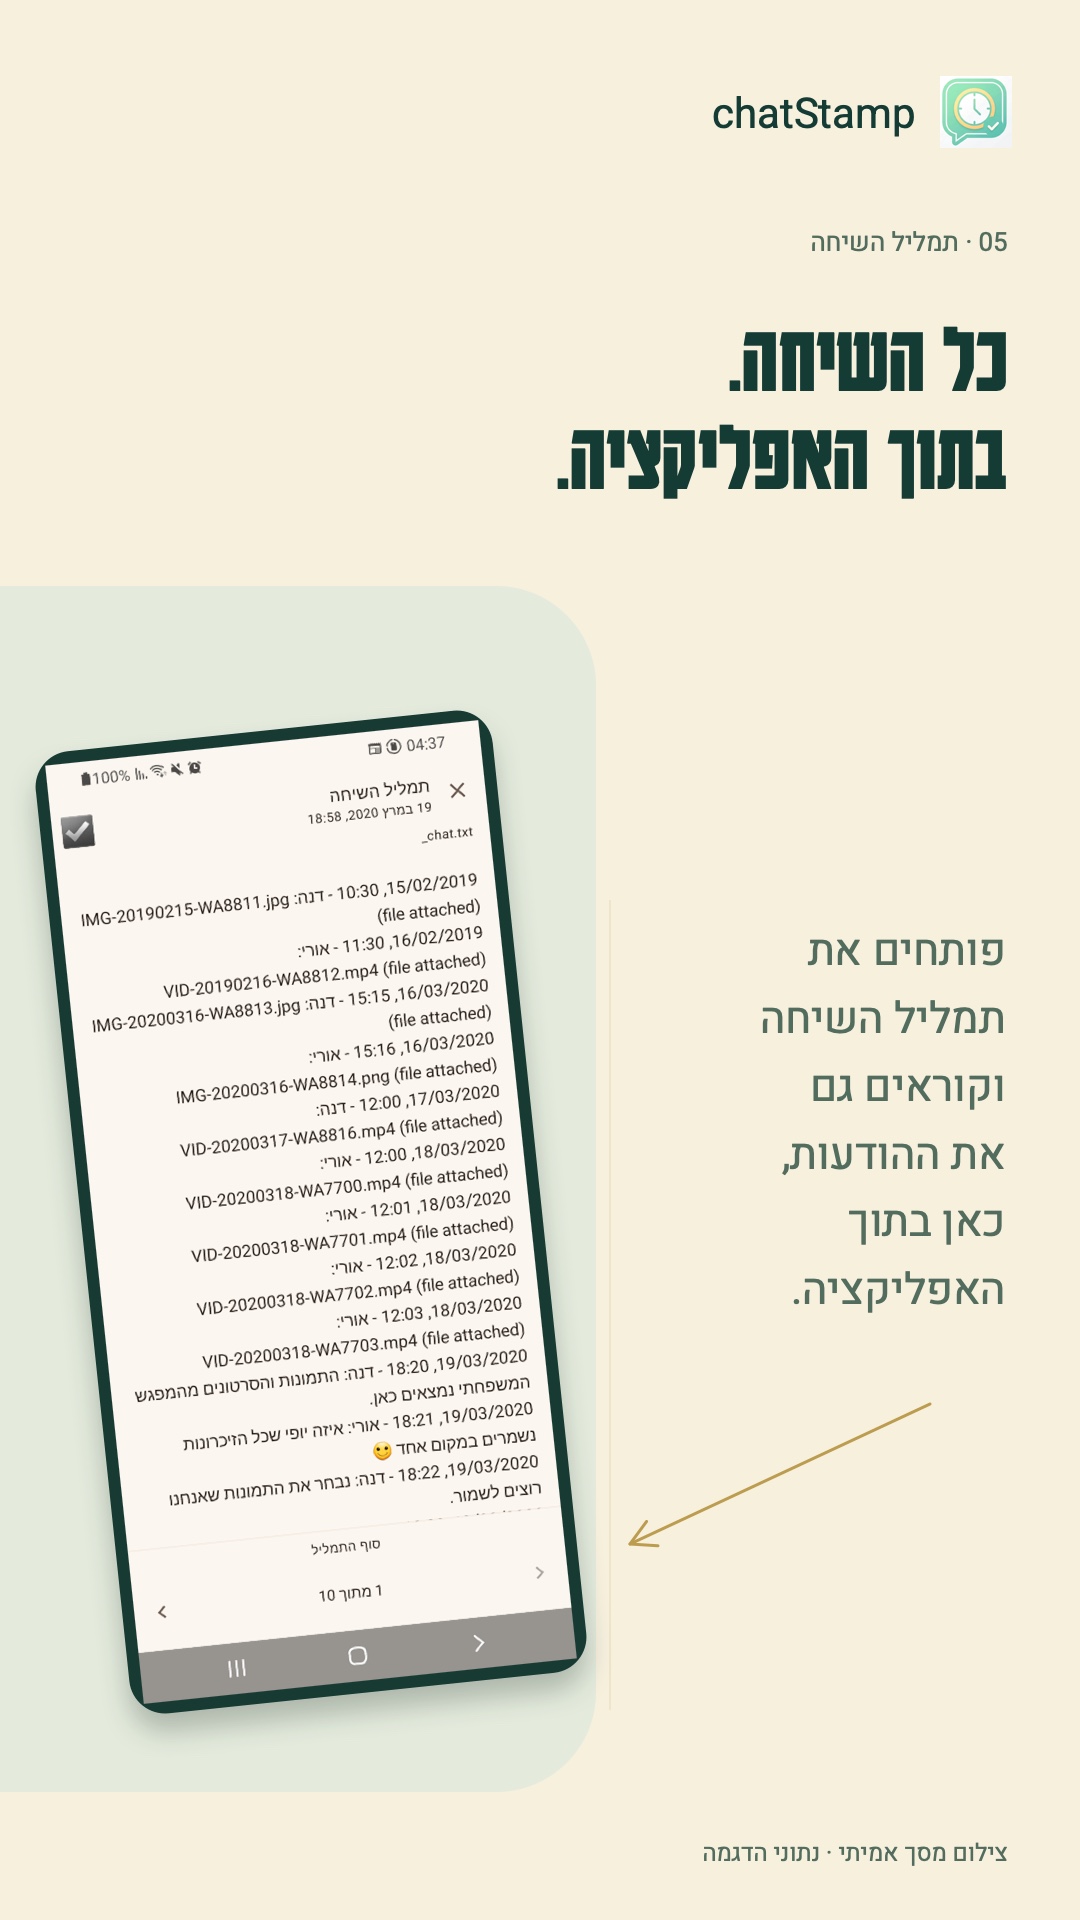 chatStamp
05 · תמליל השיחה
כל השיחה.
בתוך האפליקציה.
04:37
100%
תמליל השיחה
19 במרץ 2020, 18:58
_chat.txt
15/02/2019, 10:30 - דנה: IMG-20190215-WA8811.jpg
(file attached)
16/02/2019, 11:30 - אורי:
VID-20190216-WA8812.mp4 (file attached)
16/03/2020, 15:15 - דנה: IMG-20200316-WA8813.jpg
(file attached)
16/03/2020, 15:16 - אורי:
IMG-20200316-WA8814.png (file attached)
17/03/2020, 12:00 - דנה:
VID-20200317-WA8816.mp4 (file attached)
18/03/2020, 12:00 - אורי:
VID-20200318-WA7700.mp4 (file attached)
18/03/2020, 12:01 - אורי:
VID-20200318-WA7701.mp4 (file attached)
18/03/2020, 12:02 - אורי:
VID-20200318-WA7702.mp4 (file attached)
18/03/2020, 12:03 - אורי:
VID-20200318-WA7703.mp4 (file attached)
19/03/2020, 18:20 - דנה: התמונות והסרטונים מהמפגש
המשפחתי נמצאים כאן.
19/03/2020, 18:21 - אורי: איזה יופי שכל הזיכרונות
נשמרים במקום אחד 🙂
19/03/2020, 18:22 - דנה: נבחר את התמונות שאנחנו
רוצים לשמור.
סוף התמליל
1 מתוך 10
פותחים את
תמליל השיחה
וקוראים גם
את ההודעות,
כאן בתוך
האפליקציה.
צילום מסך אמיתי · נתוני הדגמה